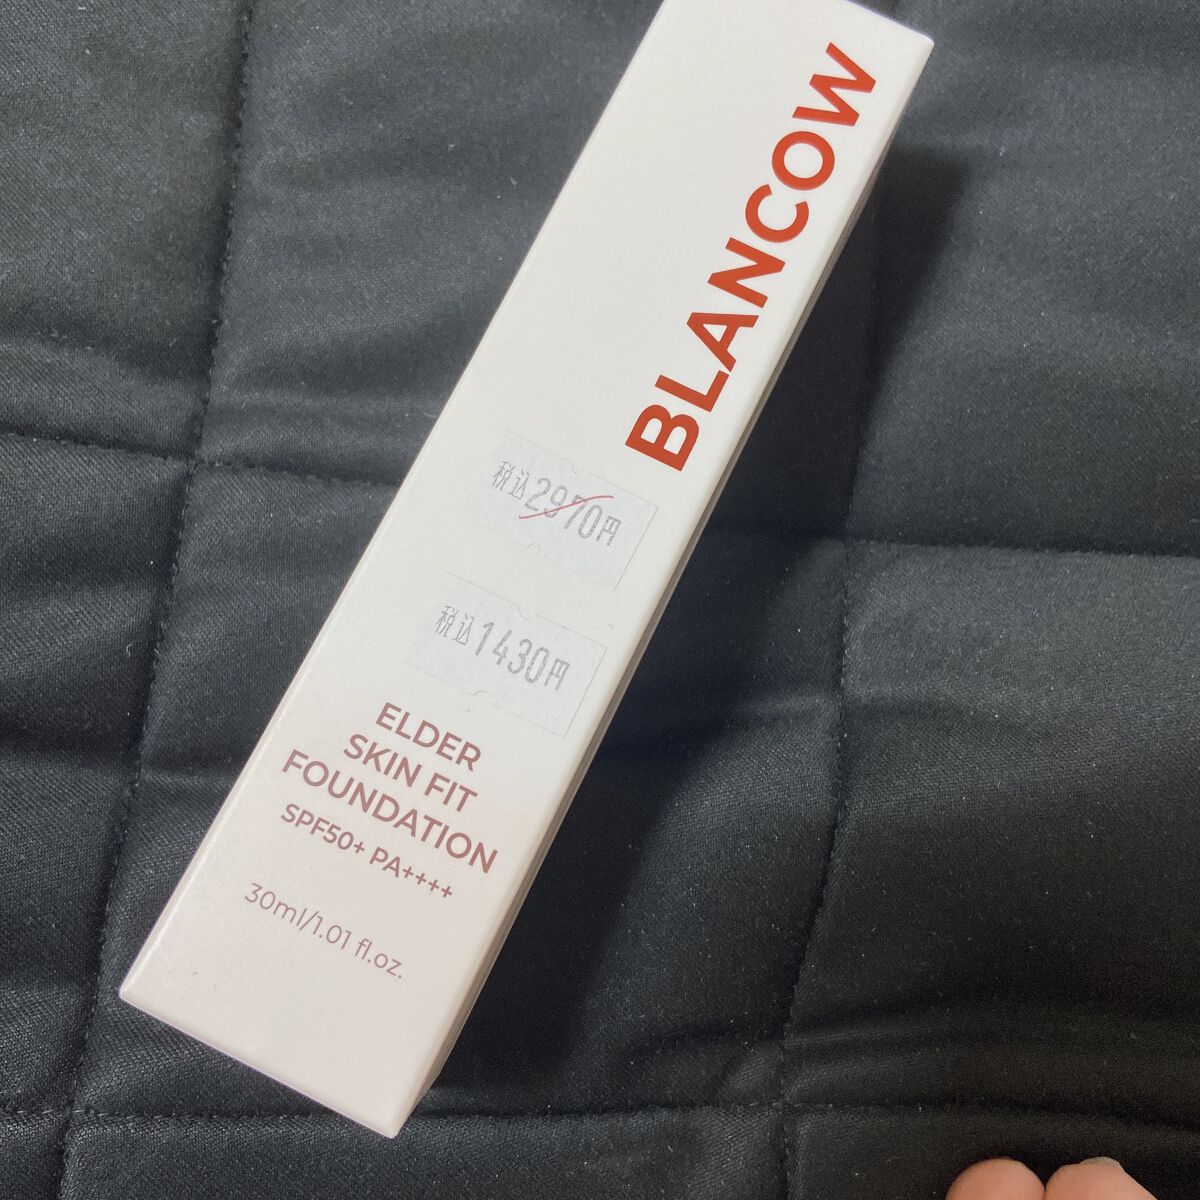 BLANCOW
税込2970円
税込1430円
ELDER
SKIN FIT
FOUNDATION
SPF50+ PA++++
30ml/1.01 fl.oz.